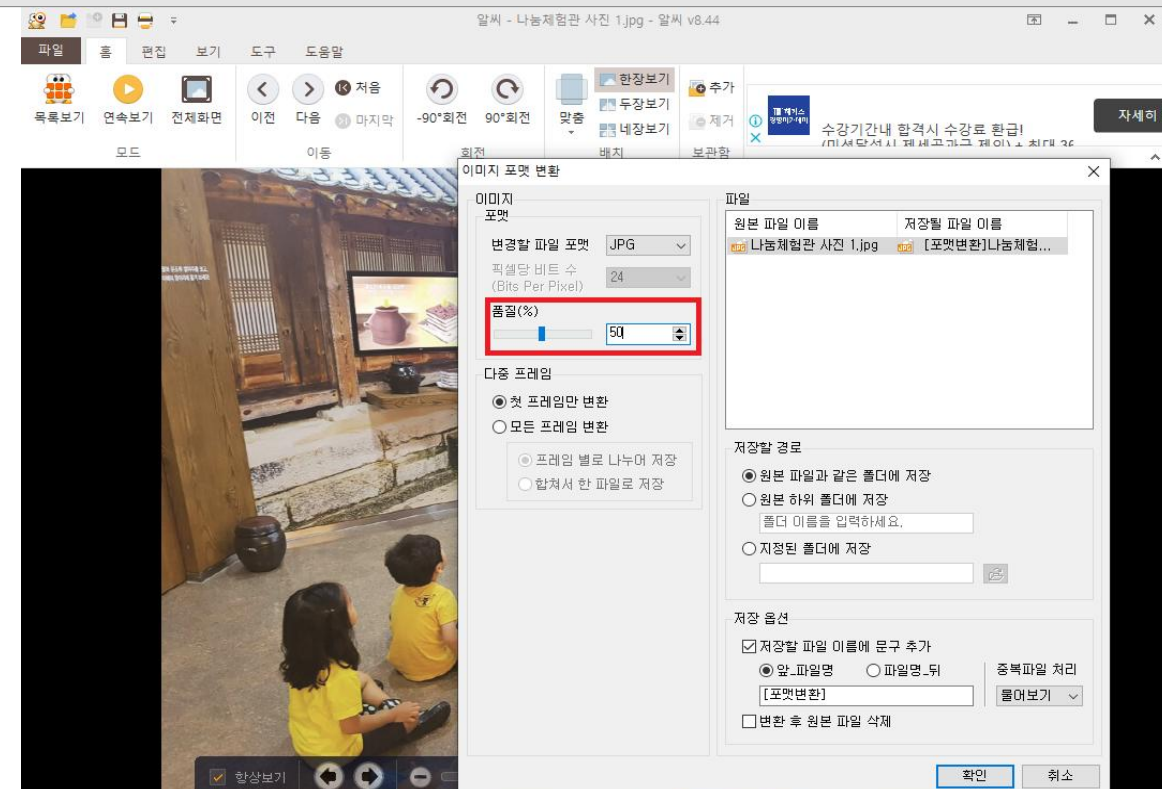 알씨 - 나눔체험관 사진 1.jpg - 알씨 v8.44
파일 홈 편집 보기 도구 도움말
목록보기 연속보기 전체화면
모드
이전 다음 처음
마지막
이동
-90°회전 90°회전
회전
맞춤 한장보기
두장보기
네장보기
배치
추가
제거
보관함
수강기간내 합격시 수강료 환급!
자세히
이미지 포맷 변환
이미지
포맷
변경할 파일 포맷 JPG
픽셀당 비트 수
(Bits Per Pixel) 24
품질(%)
50
다중 프레임
첫 프레임만 변환
모든 프레임 변환
프레임 별로 나누어 저장
합쳐서 한 파일로 저장
파일
원본 파일 이름 저장될 파일 이름
나눔체험관 사진 1.jpg [포맷변환]나눔체험...
저장할 경로
원본 파일과 같은 폴더에 저장
원본 하위 폴더에 저장
폴더 이름을 입력하세요.
지정된 폴더에 저장
저장 옵션
저장할 파일 이름에 문구 추가
앞_파일명 파일명_뒤
[포맷변환]
중복파일 처리
물어보기
변환 후 원본 파일 삭제
확인 취소
항상보기